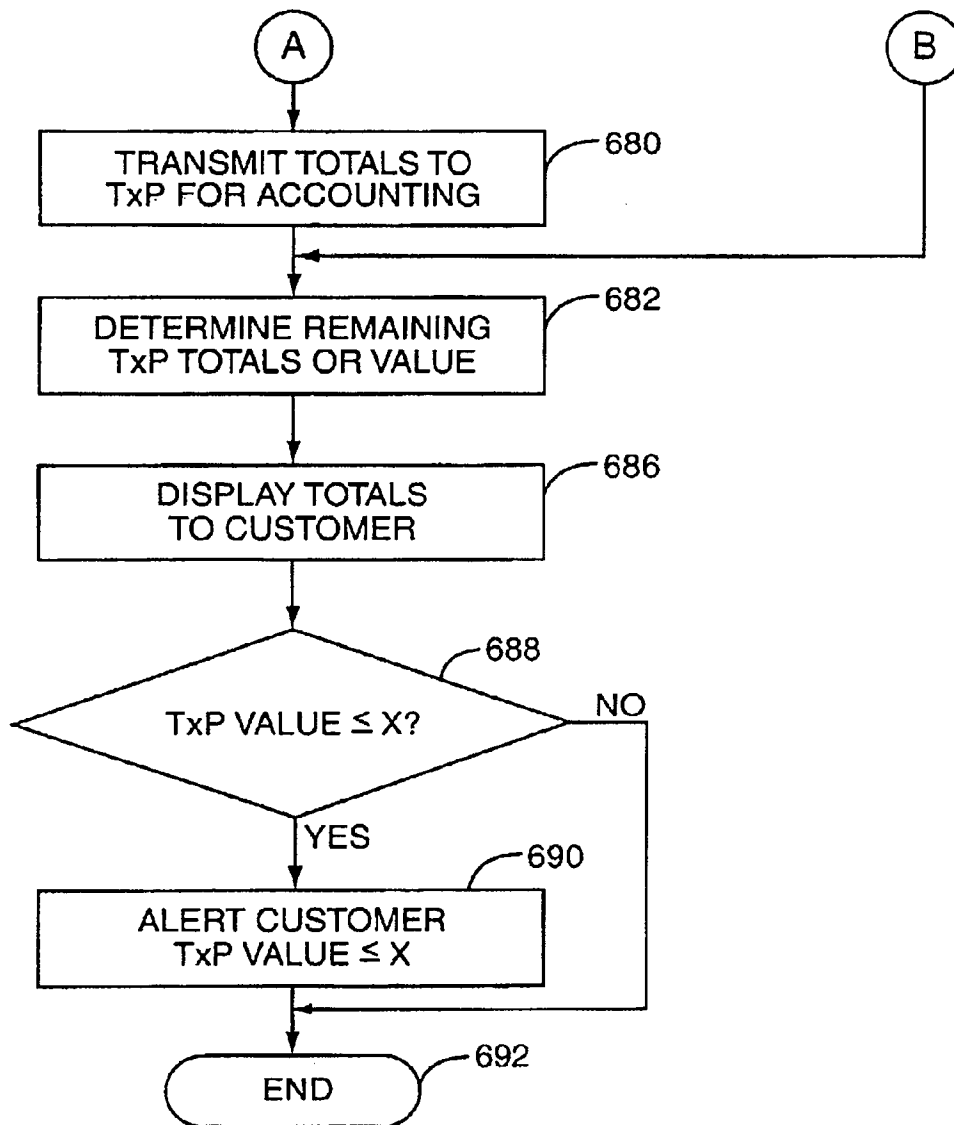 A
B
680
TRANSMIT TOTALS TO
TxP FOR ACCOUNTING
682
DETERMINE REMAINING
TxP TOTALS OR VALUE
686
DISPLAY TOTALS
TO CUSTOMER
688
TxP VALUE ≤ X?
NO
YES
690
ALERT CUSTOMER
TxP VALUE ≤ X
692
END